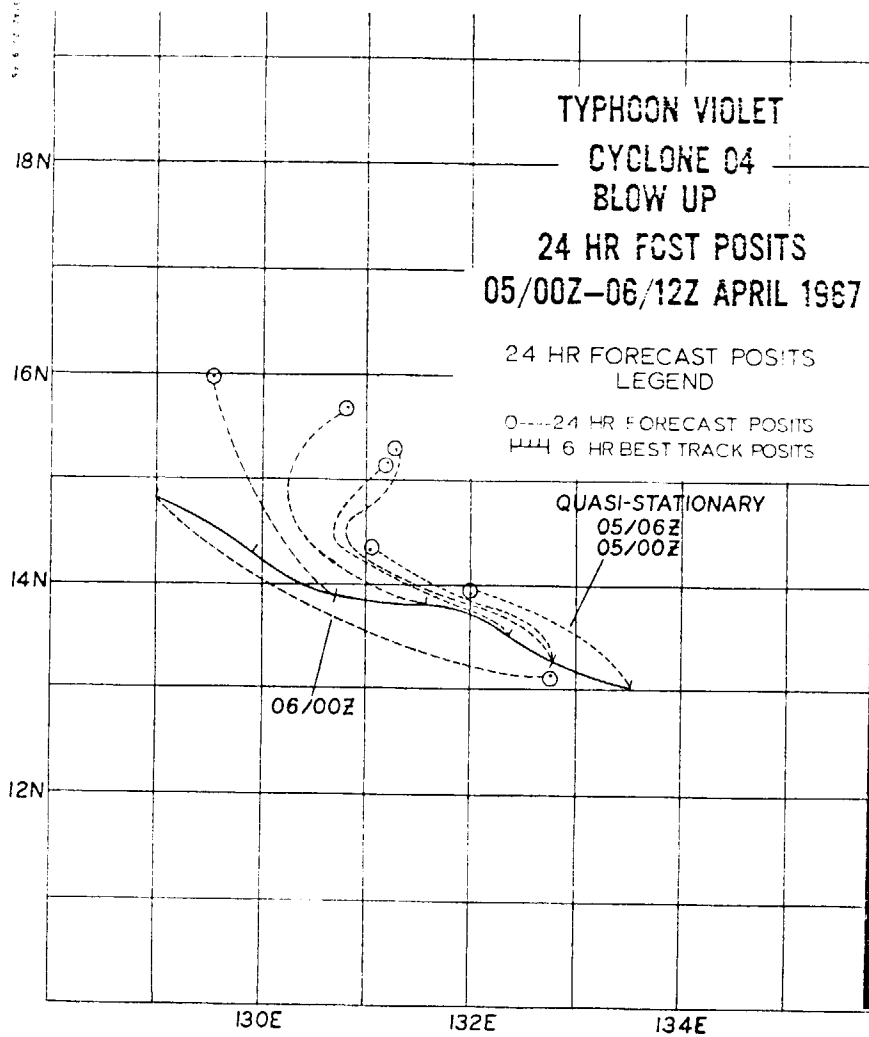 TYPHOON VIOLET
CYCLONE 04
BLOW UP
24 HR FCST POSITS
05/00Z-06/12Z APRIL 1967
24 HR FORECAST POSITS
LEGEND
0----24 HR FORECAST POSITS
6 HR BEST TRACK POSITS
18N
16N
QUASI-STATIONARY
05/06Z
05/00Z
14N
06/00Z
12N
130E 132E 134E